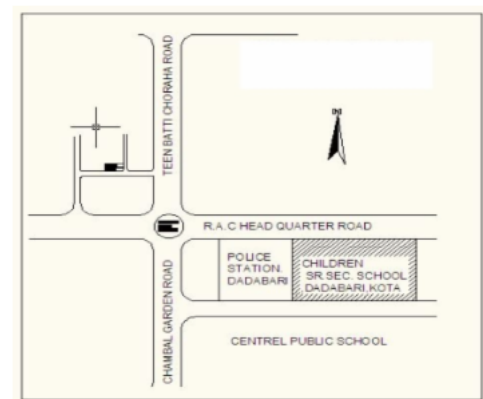 TEEN BATTI CHORAHA ROAD
N
R.A.C HEAD QUARTER ROAD
POLICE
STATION.
DADABARI
CHILDREN
SR.SEC. SCHOOL
DADABARI,KOTA
CHAMBAL GARDEN ROAD
CENTREL PUBLIC SCHOOL